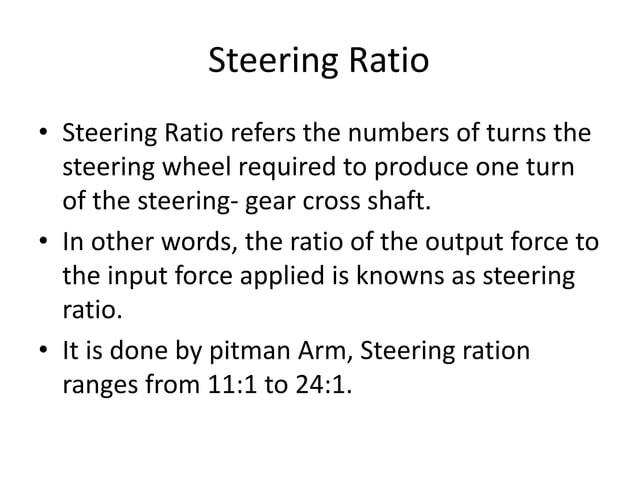 Steering Ratio
• Steering Ratio refers the numbers of turns the
steering wheel required to produce one turn
of the steering- gear cross shaft.
• In other words, the ratio of the output force to
the input force applied is knowns as steering
ratio.
• It is done by pitman Arm, Steering ration
ranges from 11:1 to 24:1.